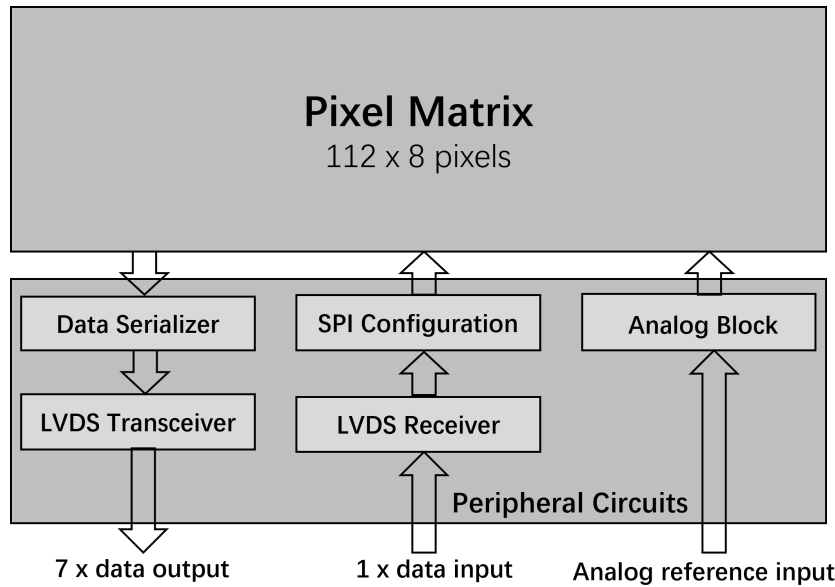 Pixel Matrix
112 x 8 pixels
Data Serializer
SPI Configuration
Analog Block
LVDS Transceiver
LVDS Receiver
Peripheral Circuits
7 x data output
1 x data input
Analog reference input